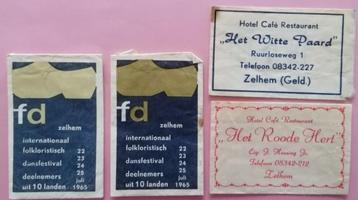 fd
zelhem
internationaal
folkloristisch 22
dansfestival 23
24
deelnemers 25
juli
uit 10 landen 1965
fd
zelhem
internationaal
folkloristisch 22
dansfestival 23
24
deelnemers 25
juli
uit 10 landen 1965
Hotel Café Restaurant
„Het Witte Paard"
Ruurloseweg 1
Telefoon 08342-227
Zelhem (Geld.)
Hotel Café Restaurant
„Het Roode Hert"
Telefoon 08342-212
Zelhem